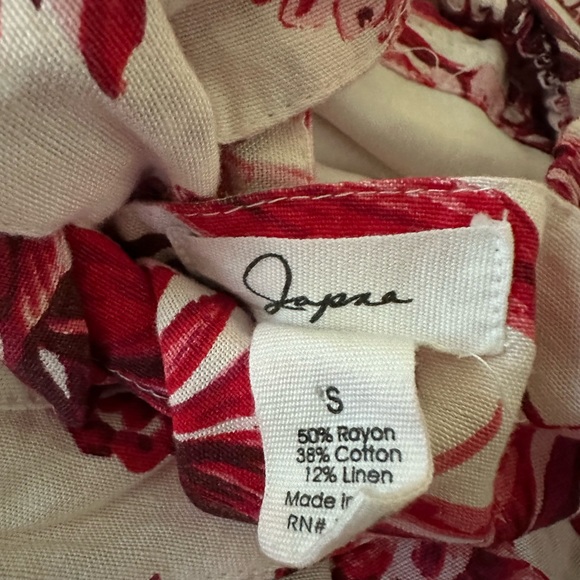 Japna
S
50% Rayon
38% Cotton
12% Linen
Made in
RN#